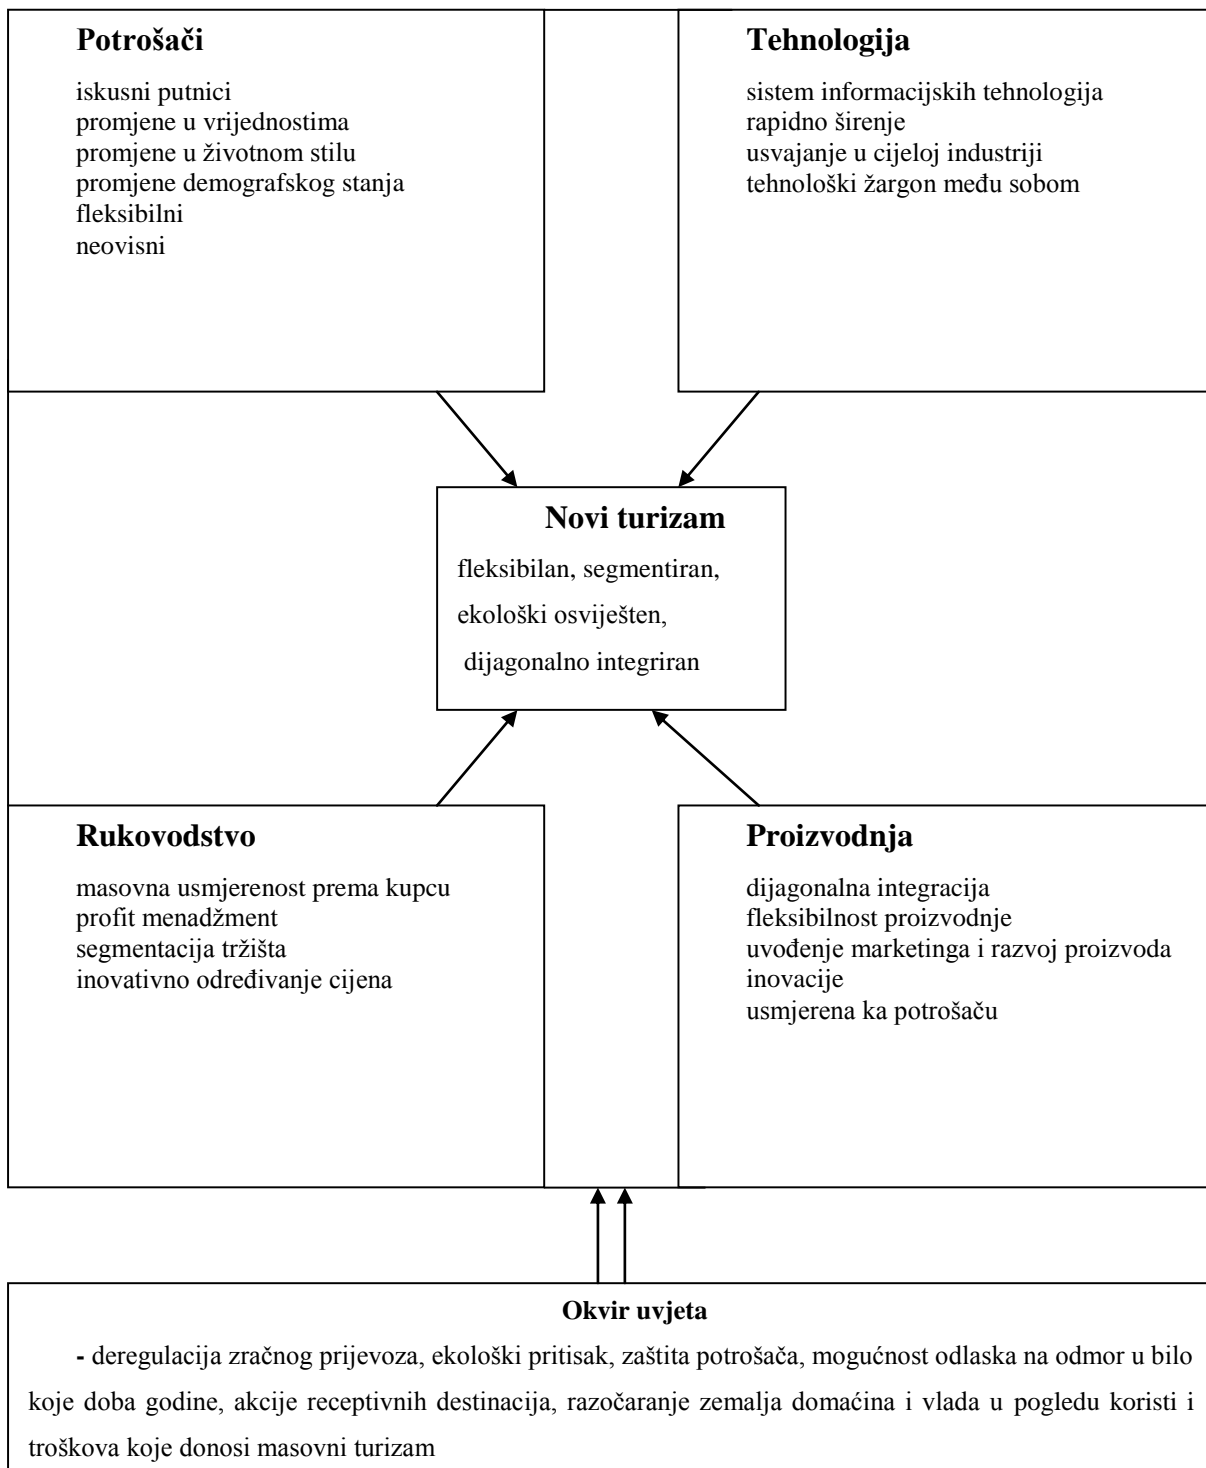 Potrošači
iskusni putnici
promjene u vrijednostima
promjene u životnom stilu
promjene demografskog stanja
fleksibilni
neovisni
Tehnologija
sistem informacijskih tehnologija
rapidno širenje
usvajanje u cijeloj industriji
tehnološki žargon među sobom
Novi turizam
fleksibilan, segmentiran,
ekološki osviješten,
dijagonalno integriran
Rukovodstvo
masovna usmjerenost prema kupcu
profit menadžment
segmentacija tržišta
inovativno određivanje cijena
Proizvodnja
dijagonalna integracija
fleksibilnost proizvodnje
uvođenje marketinga i razvoj proizvoda
inovacije
usmjerena ka potrošaču
Okvir uvjeta
- deregulacija zračnog prijevoza, ekološki pritisak, zaštita potrošača, mogućnost odlaska na odmor u bilo
koje doba godine, akcije receptivnih destinacija, razočaranje zemalja domaćina i vlada u pogledu koristi i
troškova koje donosi masovni turizam